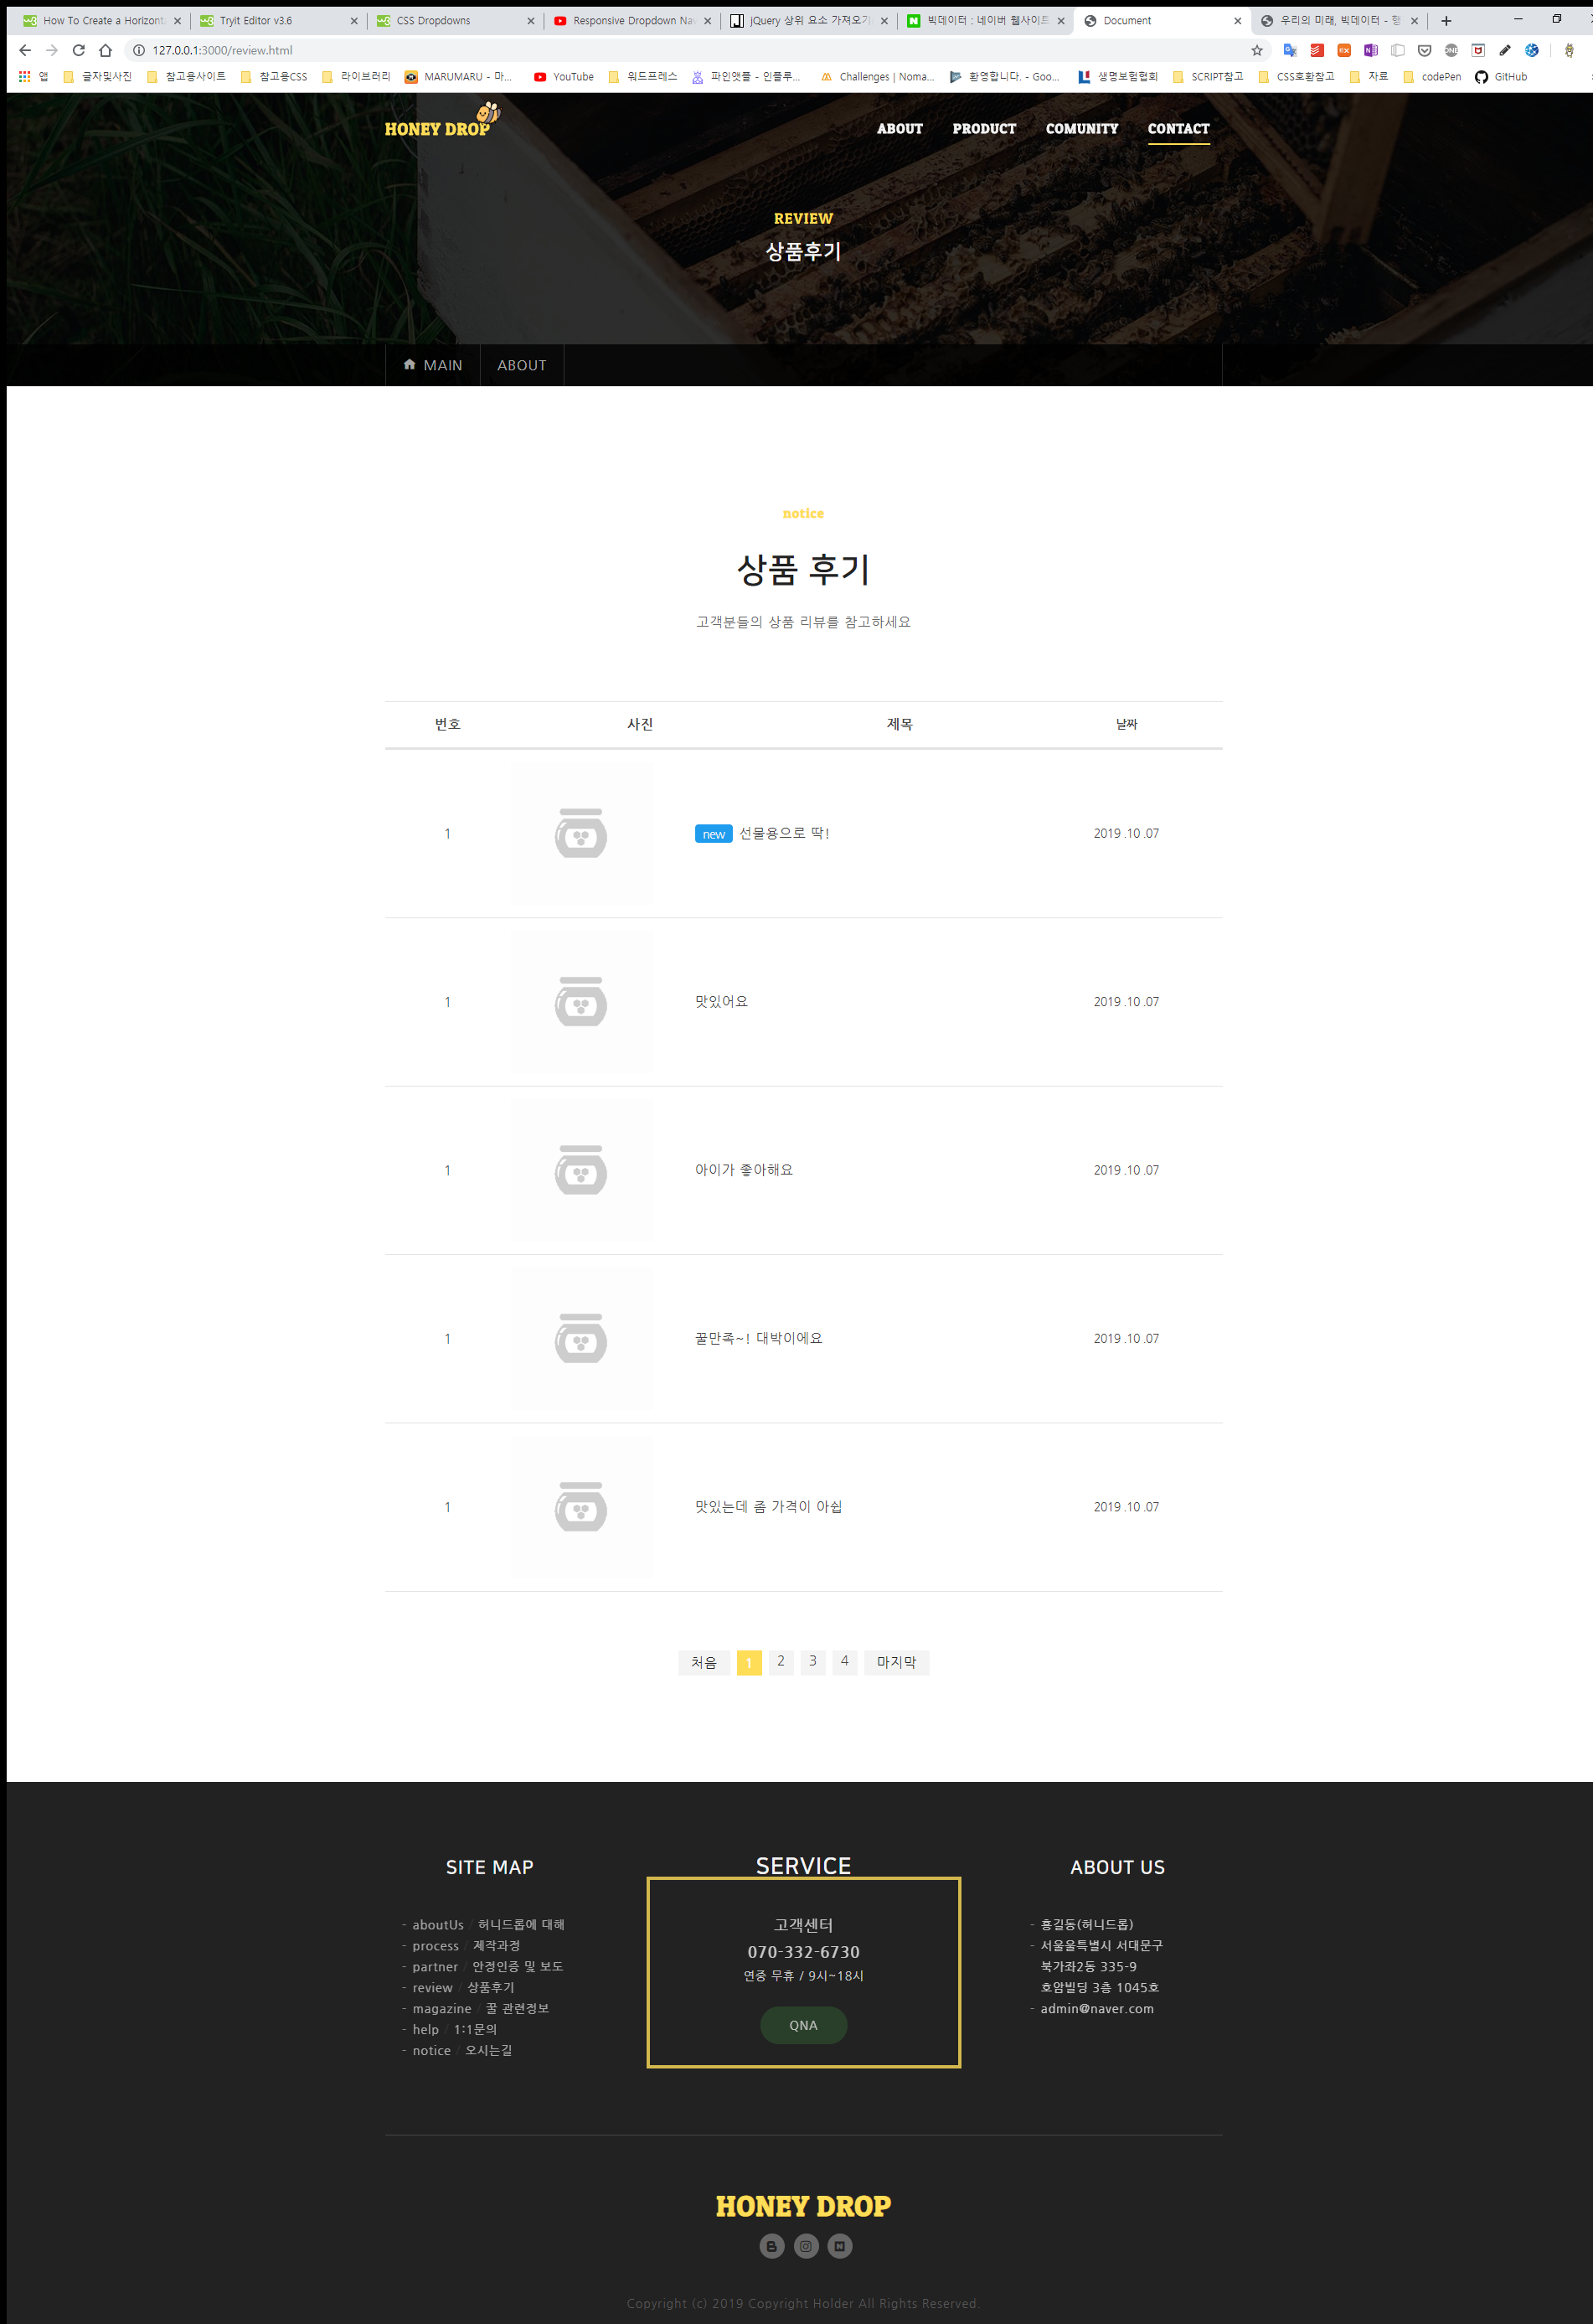 How To Create a Horizonta
Tryit Editor v3.6
CSS Dropdowns
Responsive Dropdown Nav
jQuery 상위 요소 가져오기
빅데이터 : 네이버 웹사이트
Document
우리의 미래, 빅데이터 - 행
127.0.0.1:3000/review.html
앱
글자및사진
참고용사이트
참고용CSS
라이브러리
MARUMARU - 마...
YouTube
워드프레스
파인앳플 - 인플루...
Challenges | Noma...
환영합니다. - Goo...
생명보험협회
SCRIPT참고
CSS호환참고
자료
codePen
GitHub
HONEY DROP
ABOUT
PRODUCT
COMUNITY
CONTACT
REVIEW
상품후기
MAIN
ABOUT
notice
상품 후기
고객분들의 상품 리뷰를 참고하세요
번호 사진 제목 날짜
1 new 선물용으로 딱! 2019 .10 .07
1 맛있어요 2019 .10 .07
1 아이가 좋아해요 2019 .10 .07
1 꿀만족~! 대박이에요 2019 .10 .07
1 맛있는데 좀 가격이 아쉽 2019 .10 .07
처음 1 2 3 4 마지막
SITE MAP
- aboutUs / 허니드롭에 대해
- process / 제작과정
- partner / 안정인증 및 보도
- review / 상품후기
- magazine / 꿀 관련정보
- help / 1:1문의
- notice / 오시는길
SERVICE
고객센터
070-332-6730
연중 무휴 / 9시~18시
QNA
ABOUT US
- 홍길동(허니드롭)
- 서울울특별시 서대문구
북가좌2동 335-9
호암빌딩 3층 1045호
- admin@naver.com
HONEY DROP
Copyright (c) 2019 Copyright Holder All Rights Reserved.